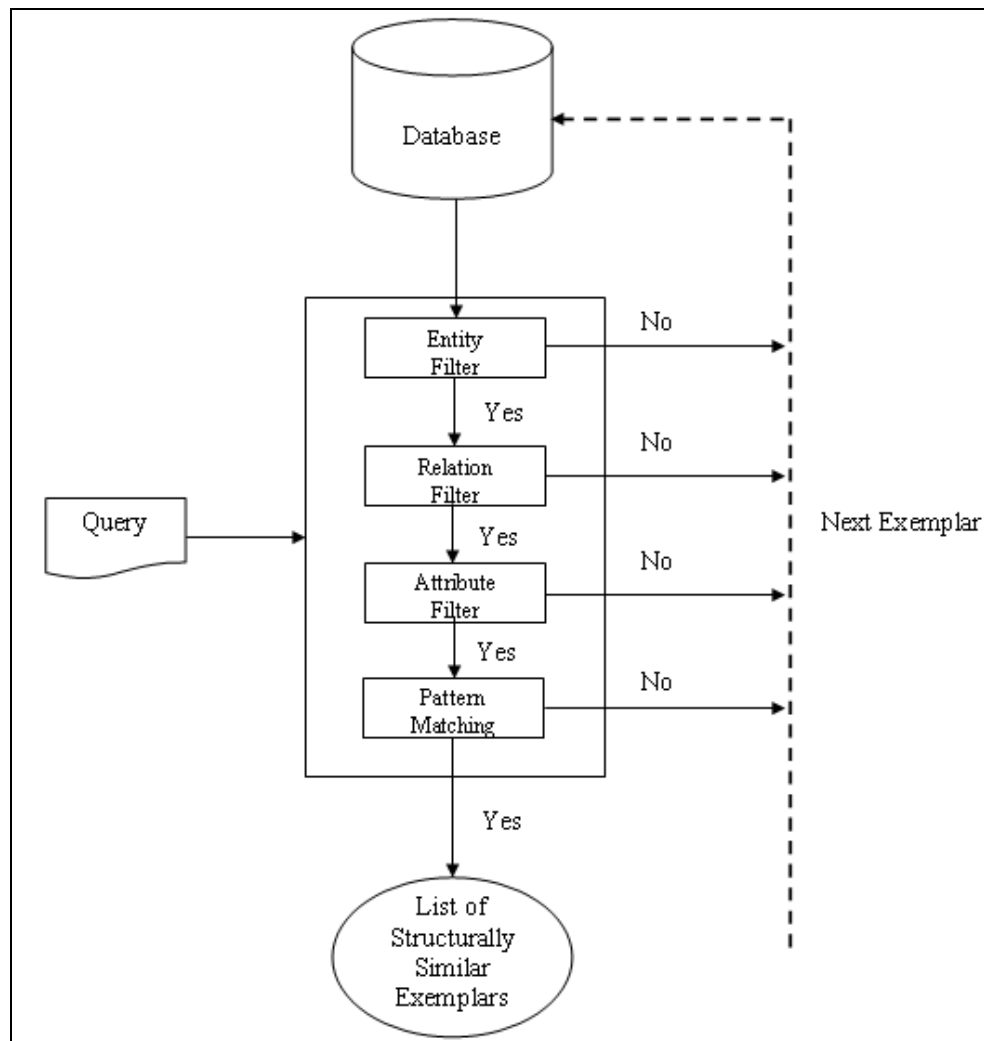 Database
Entity
Filter
No
Yes
Relation
Filter
No
Query
Yes
Next Exemplar
Attribute
Filter
No
Yes
Pattern
Matching
No
Yes
List of
Structurally
Similar
Exemplars